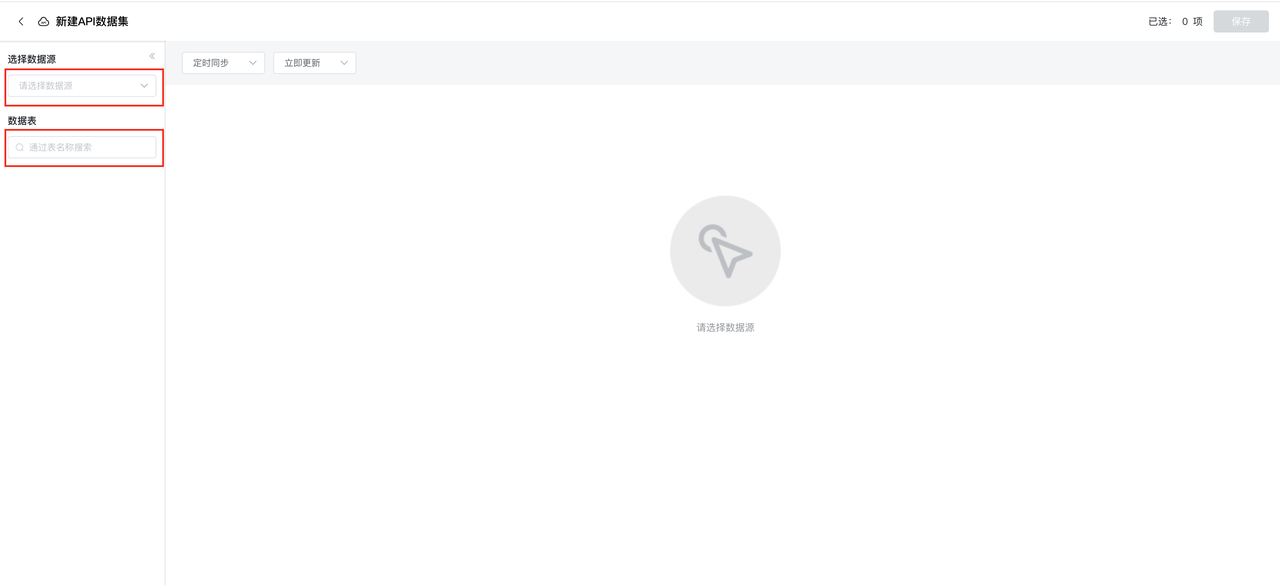 新建API数据集
已选： 0 项
保存
选择数据源
请选择数据源
数据表
通过表名称搜索
定时同步
立即更新
请选择数据源